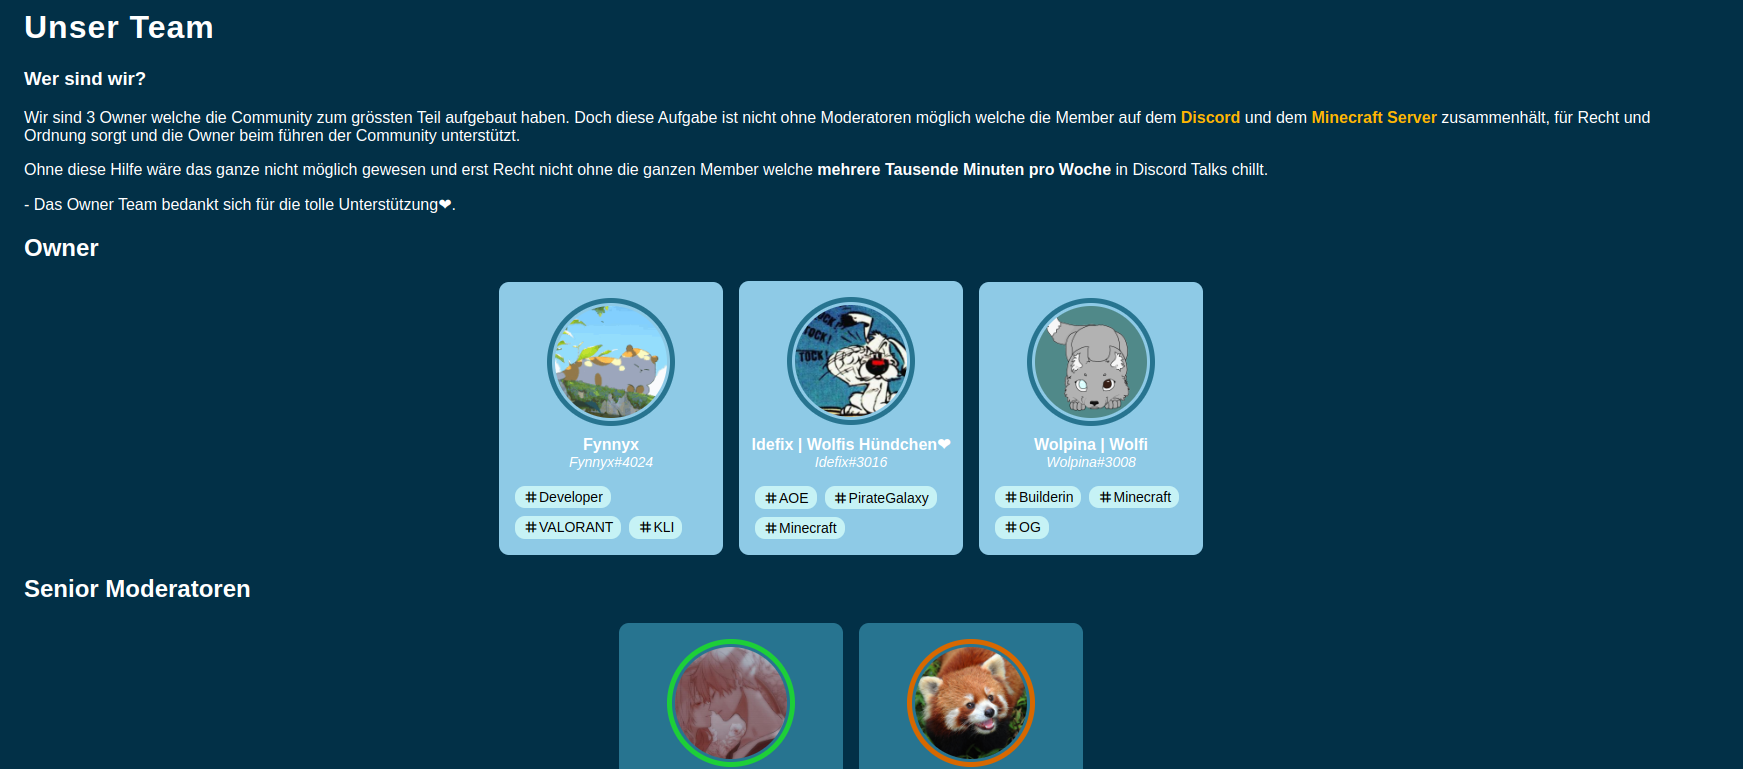 Unser Team
Wer sind wir?
Wir sind 3 Owner welche die Community zum grössten Teil aufgebaut haben. Doch diese Aufgabe ist nicht ohne Moderatoren möglich welche die Member auf dem Discord und dem Minecraft Server zusammenhält, für Recht und
Ordnung sorgt und die Owner beim führen der Community unterstützt.
Ohne diese Hilfe wäre das ganze nicht möglich gewesen und erst Recht nicht ohne die ganzen Member welche mehrere Tausende Minuten pro Woche in Discord Talks chillt.
- Das Owner Team bedankt sich für die tolle Unterstützung❤.
Owner
TOCK!
TOCK!
TOCK!
Fynnyx
Fynnyx#4024
#Developer
#VALORANT #KLI
Idefix | Wolfis Hündchen❤
Idefix#3016
#AOE #PirateGalaxy
#Minecraft
Wolpina | Wolfi
Wolpina#3008
#Builderin #Minecraft
#OG
Senior Moderatoren